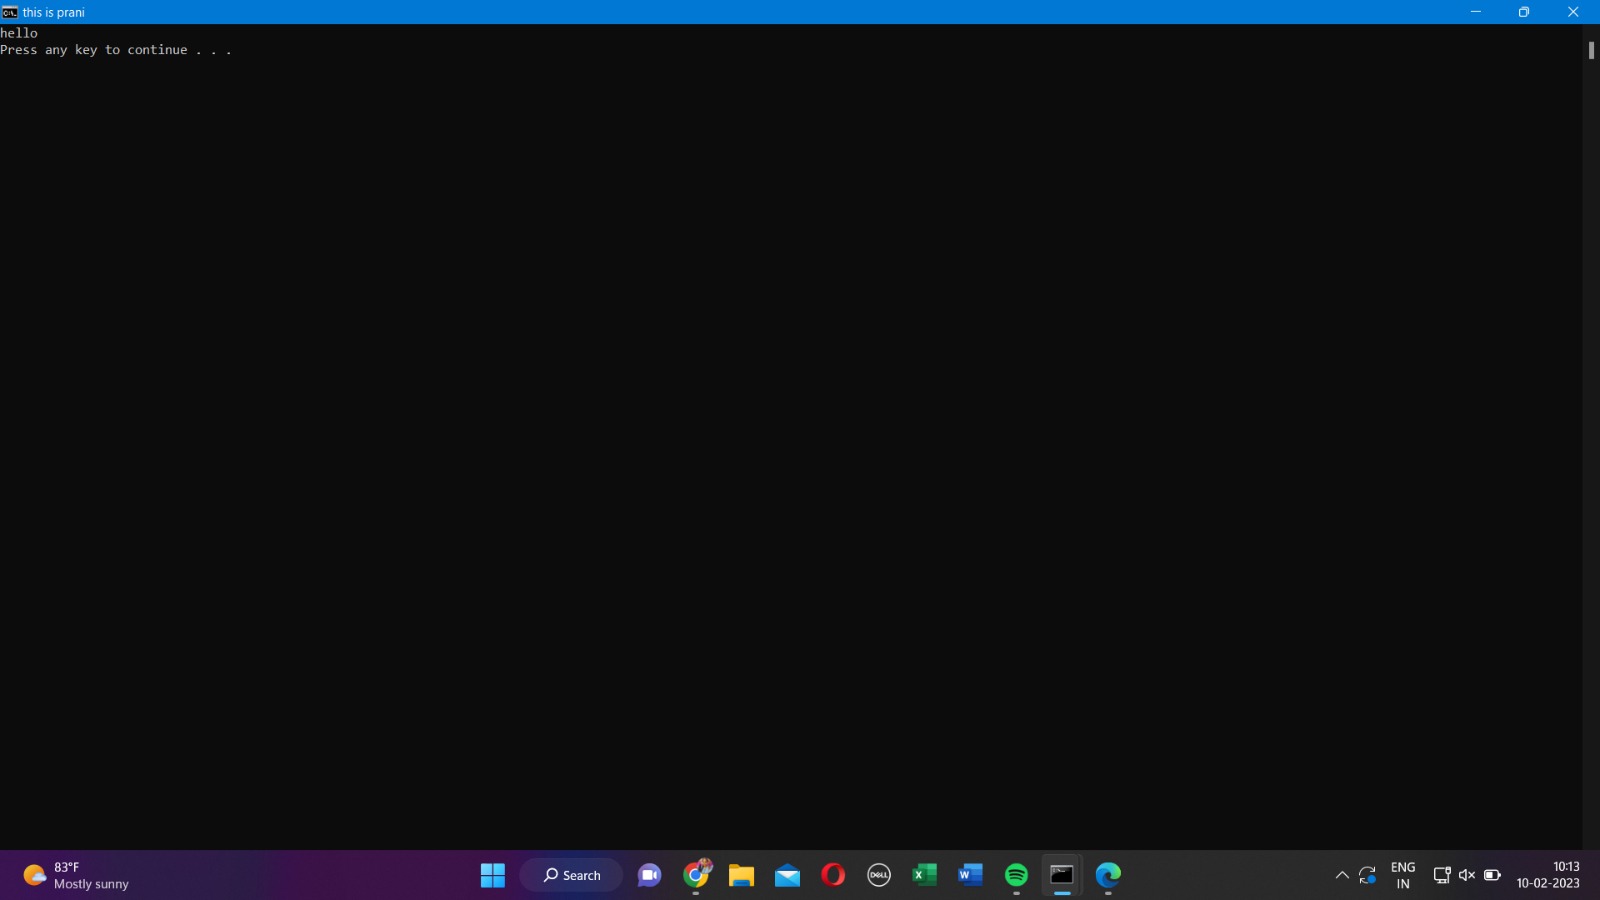 this is prani
hello
Press any key to continue . . .
83°F
Mostly sunny
Search
DELL
ENG
IN
10:13
10-02-2023